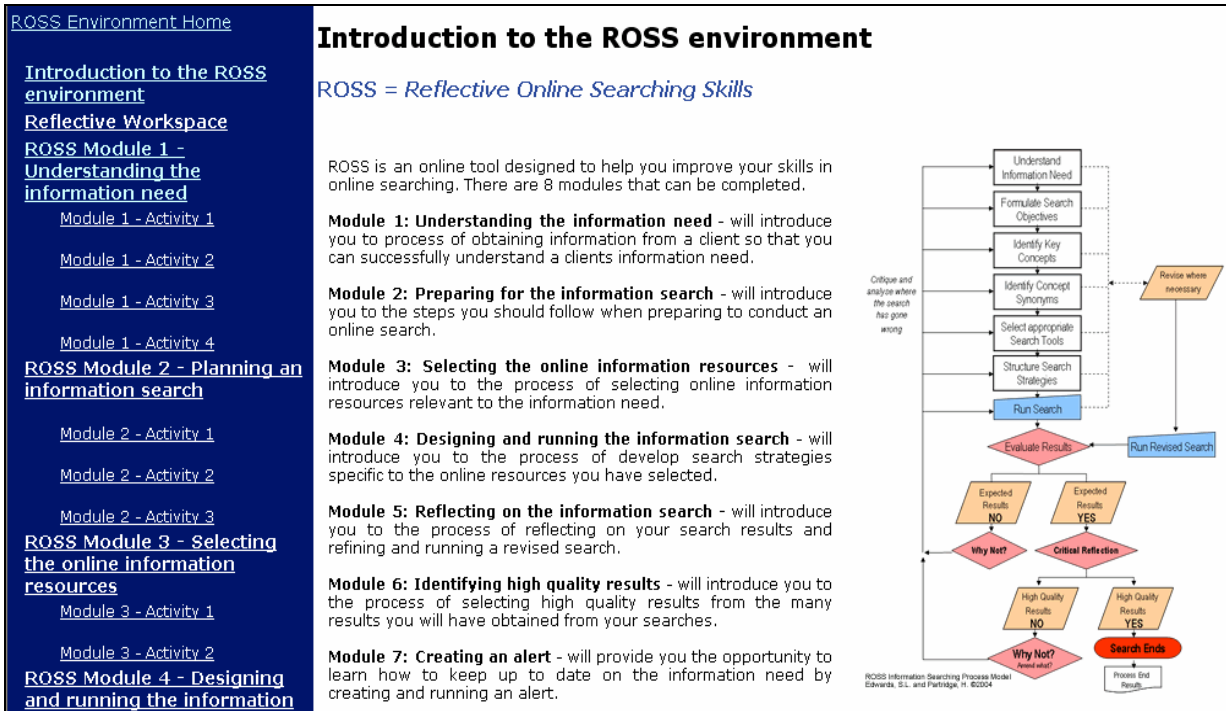 ROSS Environment Home
Introduction to the ROSS
environment
Reflective Workspace
ROSS Module 1 -
Understanding the
information need
Module 1 - Activity 1
Module 1 - Activity 2
Module 1 - Activity 3
Module 1 - Activity 4
ROSS Module 2 - Planning an
information search
Module 2 - Activity 1
Module 2 - Activity 2
Module 2 - Activity 3
ROSS Module 3 - Selecting
the online information
resources
Module 3 - Activity 1
Module 3 - Activity 2
ROSS Module 4 - Designing
and running the information
Introduction to the ROSS environment
ROSS = Reflective Online Searching Skills
ROSS is an online tool designed to help you improve your skills in
online searching. There are 8 modules that can be completed.
Module 1: Understanding the information need - will introduce
you to process of obtaining information from a client so that you
can successfully understand a clients information need.
Module 2: Preparing for the information search - will introduce
you to the steps you should follow when preparing to conduct an
online search.
Module 3: Selecting the online information resources - will
introduce you to the process of selecting online information
resources relevant to the information need.
Module 4: Designing and running the information search - will
introduce you to the process of develop search strategies
specific to the online resources you have selected.
Module 5: Reflecting on the information search - will introduce
you to the process of reflecting on your search results and
refining and running a revised search.
Module 6: Identifying high quality results - will introduce you to
the process of selecting high quality results from the many
results you will have obtained from your searches.
Module 7: Creating an alert - will provide you the opportunity to
learn how to keep up to date on the information need by
creating and running an alert.
Understand
Information Need
Formulate Search
Objectives
Identify Key
Concepts
Identify Concept
Synonyms
Select appropriate
Search Tools
Structure Search
Strategies
Run Search
Critique and
analyse where
the search
has gone
wrong
Revise where
necessary
Evaluate Results
Run Revised Search
Expected
Results
NO
Expected
Results
YES
Why Not?
Critical Reflection
High Quality
Results
NO
High Quality
Results
YES
Why Not?
Amend what?
Search Ends
Process End
Results
ROSS Information Searching Process Model
Edwards, S.L. and Partridge, H. ©2004